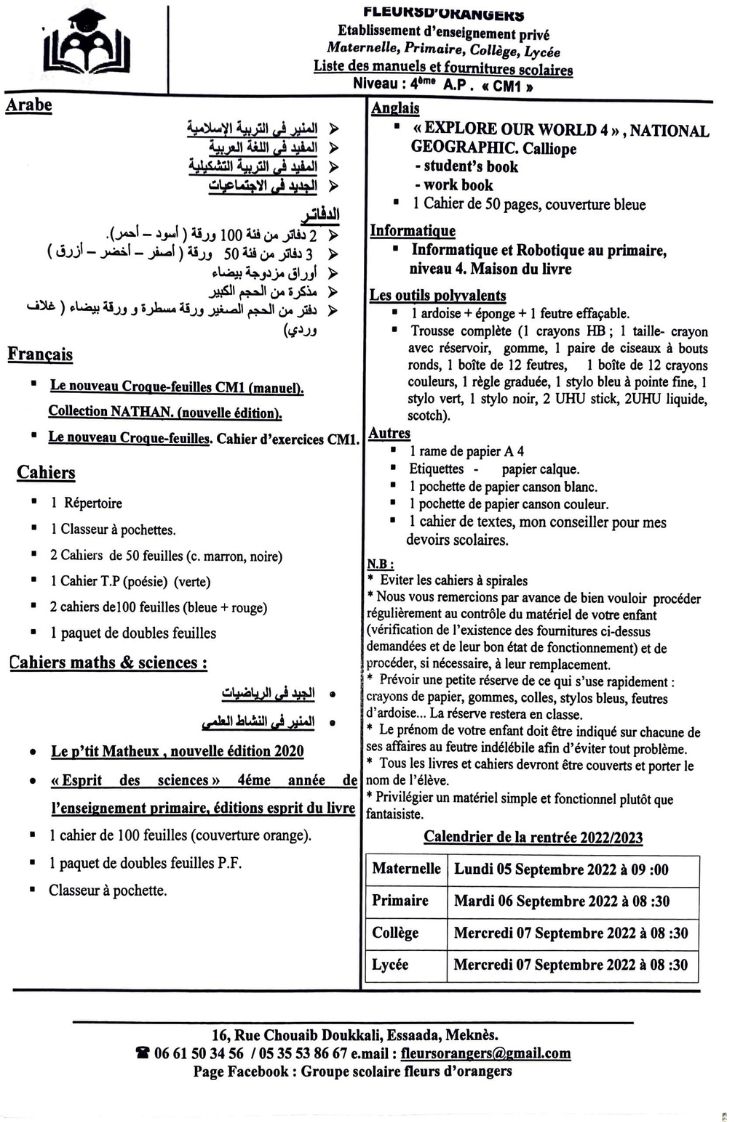 FLEURSD'ORANGERS
Etablissement d'enseignement privé
Maternelle, Primaire, Collège, Lycée
Liste des manuels et fournitures scolaires
Niveau : 4ème A.P . « CM1 »
Arabe
➤ المنير في التربية الإسلامية
➤ المفيد في اللغة العربية
➤ المفيد في التربية التشكيلية
➤ الجديد في الاجتماعيات
الدفاتر
➤ 2 دفاتر من فئة 100 ورقة ( أسود – أحمر).
➤ 3 دفاتر من فئة 50 ورقة ( أصفر – أخضر – أزرق )
➤ أوراق مزدوجة بيضاء
➤ مذكرة من الحجم الكبير
➤ دفتر من الحجم الصغير ورقة مسطرة و ورقة بيضاء ( غلاف
وردي)
Français
▪ Le nouveau Croque-feuilles CM1 (manuel).
Collection NATHAN. (nouvelle édition).
▪ Le nouveau Croque-feuilles. Cahier d'exercices CM1.
Cahiers
▪ 1 Répertoire
▪ 1 Classeur à pochettes.
▪ 2 Cahiers de 50 feuilles (c. marron, noire)
▪ 1 Cahier T.P (poésie) (verte)
▪ 2 cahiers de100 feuilles (bleue + rouge)
▪ 1 paquet de doubles feuilles
Cahiers maths & sciences :
• الجيد في الرياضيات
• المنير في النشاط العلمي
• Le p'tit Matheux , nouvelle édition 2020
• « Esprit des sciences » 4éme année de
l'enseignement primaire, éditions esprit du livre
▪ 1 cahier de 100 feuilles (couverture orange).
▪ 1 paquet de doubles feuilles P.F.
▪ Classeur à pochette.
Anglais
▪ « EXPLORE OUR WORLD 4» , NATIONAL
GEOGRAPHIC. Calliope
- student's book
- work book
▪ 1 Cahier de 50 pages, couverture bleue
Informatique
▪ Informatique et Robotique au primaire,
niveau 4. Maison du livre
Les outils polyvalents
▪ 1 ardoise + éponge + 1 feutre effaçable.
▪ Trousse complète (1 crayons HB ; 1 taille- crayon
avec réservoir, gomme, 1 paire de ciseaux à bouts
ronds, 1 boîte de 12 feutres, 1 boîte de 12 crayons
couleurs, 1 règle graduée, 1 stylo bleu à pointe fine, 1
stylo vert, 1 stylo noir, 2 UHU stick, 2UHU liquide,
scotch).
Autres
▪ 1 rame de papier A 4
▪ Etiquettes - papier calque.
▪ 1 pochette de papier canson blanc.
▪ 1 pochette de papier canson couleur.
▪ 1 cahier de textes, mon conseiller pour mes
devoirs scolaires.
N.B :
* Eviter les cahiers à spirales
* Nous vous remercions par avance de bien vouloir procéder
régulièrement au contrôle du matériel de votre enfant
(vérification de l'existence des fournitures ci-dessus
demandées et de leur bon état de fonctionnement) et de
procéder, si nécessaire, à leur remplacement.
* Prévoir une petite réserve de ce qui s'use rapidement :
crayons de papier, gommes, colles, stylos bleus, feutres
d'ardoise... La réserve restera en classe.
* Le prénom de votre enfant doit être indiqué sur chacune de
ses affaires au feutre indélébile afin d'éviter tout problème.
* Tous les livres et cahiers devront être couverts et porter le
nom de l'élève.
* Privilégier un matériel simple et fonctionnel plutôt que
fantaisiste.
Calendrier de la rentrée 2022/2023
Maternelle Lundi 05 Septembre 2022 à 09 :00
Primaire Mardi 06 Septembre 2022 à 08 :30
Collège Mercredi 07 Septembre 2022 à 08 :30
Lycée Mercredi 07 Septembre 2022 à 08 :30
16, Rue Chouaib Doukkali, Essaada, Meknès.
☎ 06 61 50 34 56 / 05 35 53 86 67 e.mail : fleursorangers@gmail.com
Page Facebook : Groupe scolaire fleurs d'orangers